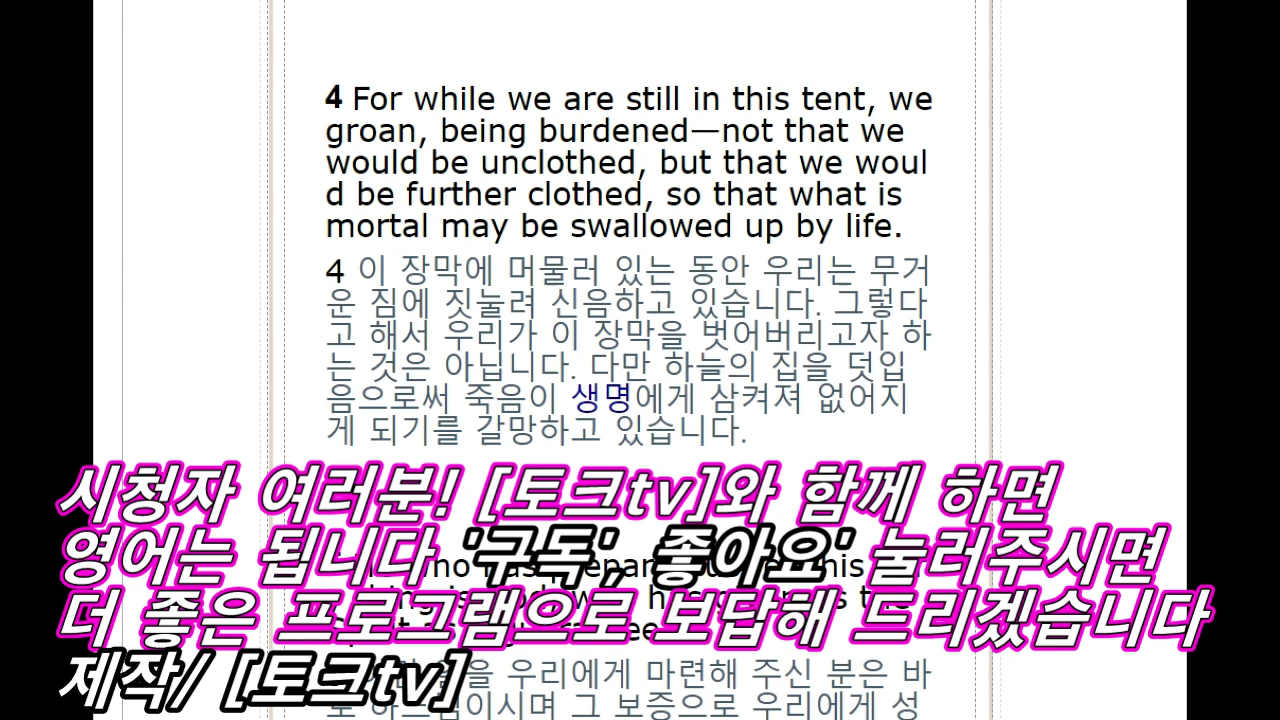 4 For while we are still in this tent, we
groan, being burdened—not that we
would be unclothed, but that we woul
d be further clothed, so that what is
mortal may be swallowed up by life.
4 이 장막에 머물러 있는 동안 우리는 무거
운 짐에 짓눌려 신음하고 있습니다. 그렇다
고 해서 우리가 이 장막을 벗어버리고자 하
는 것은 아닙니다. 다만 하늘의 집을 덧입
음으로써 죽음이 생명에게 삼켜져 없어지
게 되기를 갈망하고 있습니다.
시청자 여러분! [토크tv]와 함께 하면
영어는 됩니다 '구독', 좋아요' 눌러주시면
더 좋은 프로그램으로 보답해 드리겠습니다
제작/ [토크tv]
우리에게 마련해 주신 분은 바
그 보증으로 우리에게 성